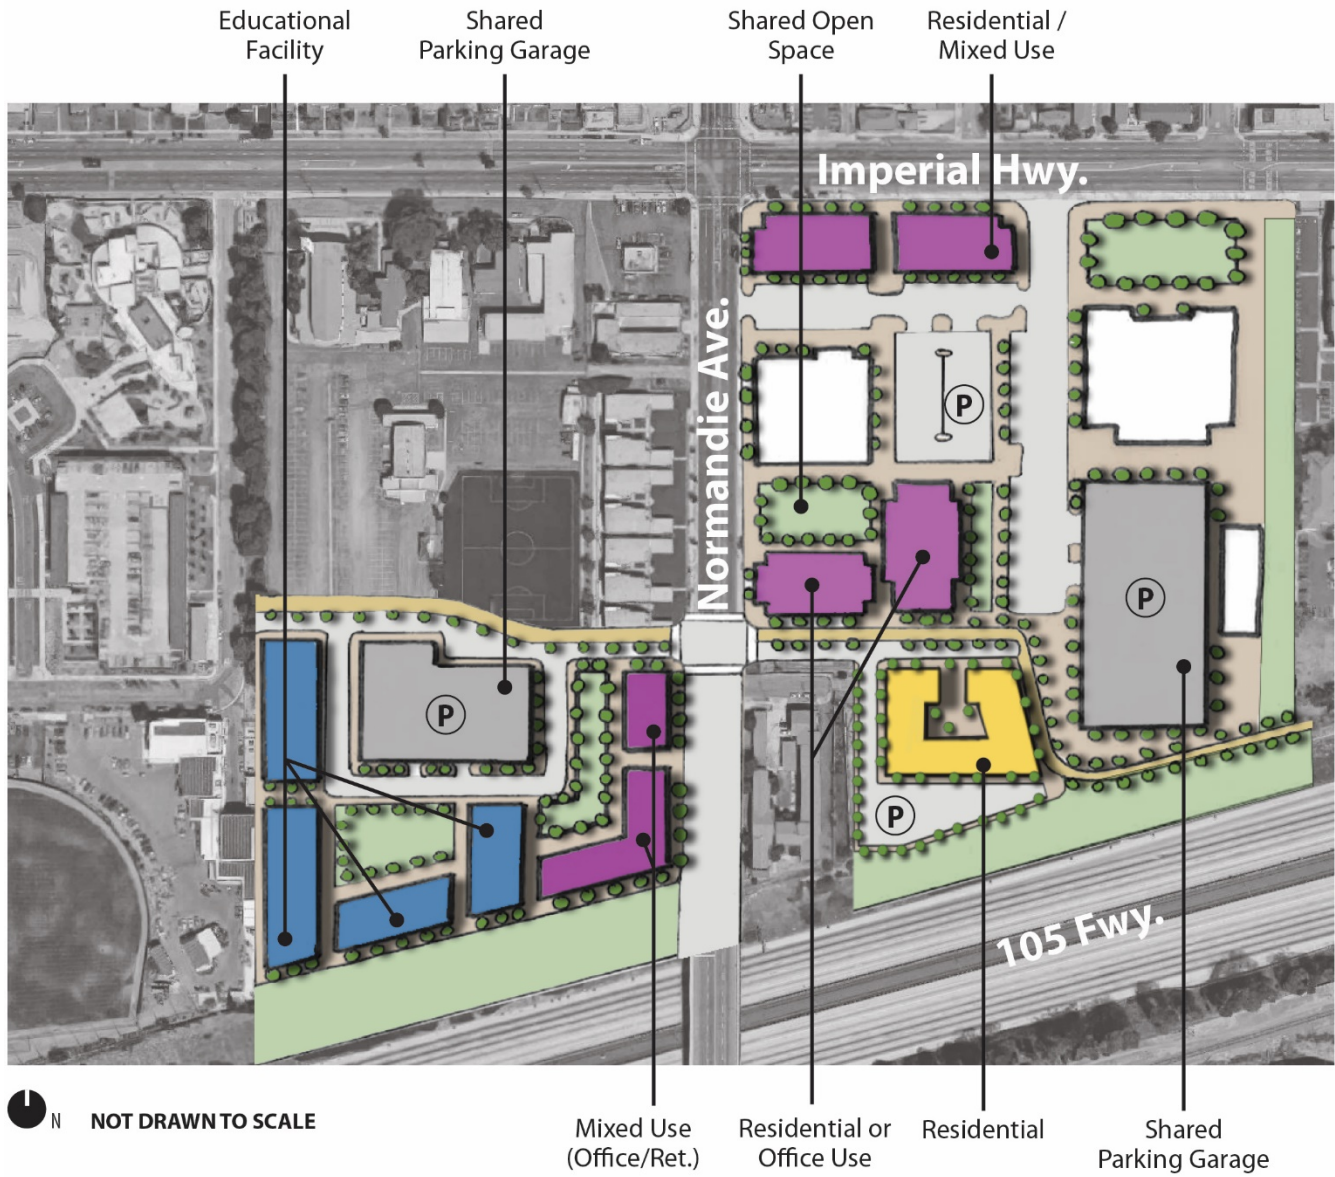 Educational
Facility
Shared
Parking Garage
Shared Open
Space
Residential /
Mixed Use
Imperial Hwy.
Normandie Ave.
P
P
P
P
105 Fwy.
N
NOT DRAWN TO SCALE
Mixed Use
(Office/Ret.)
Residential or
Office Use
Residential
Shared
Parking Garage